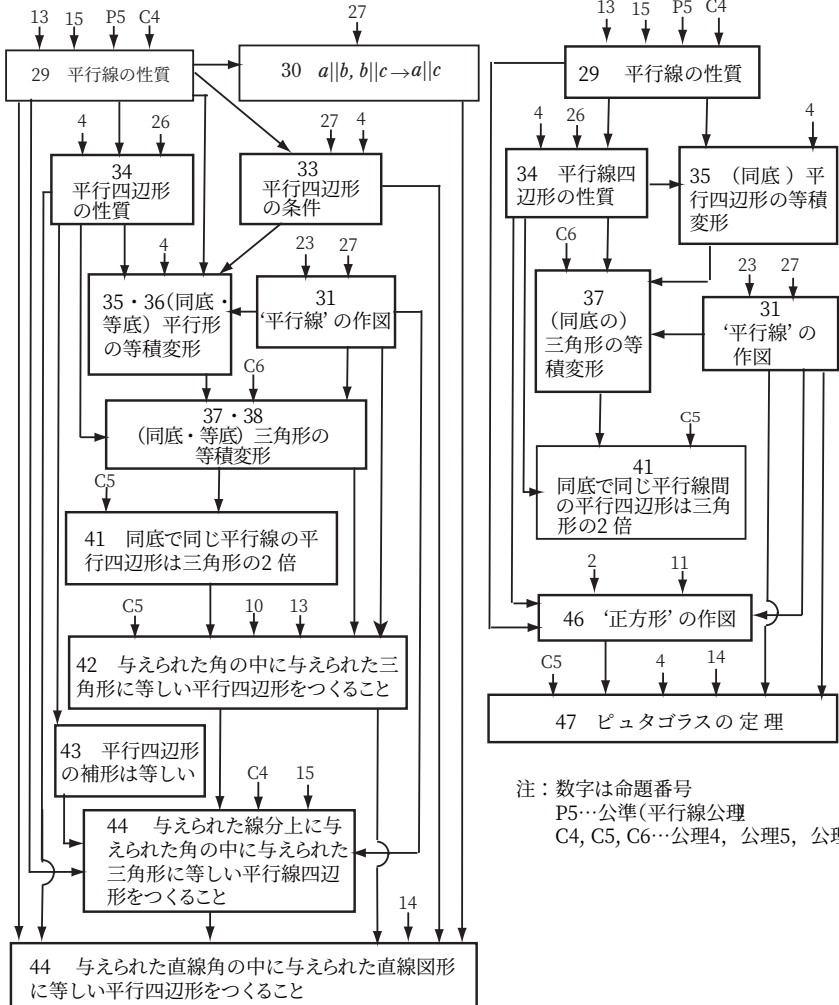 13 15 P5 C4
27
29　平行線の性質
30　a||b, b||c→a||c
4 26
27 4
34
平行四辺形
の性質
33
平行四辺形
の条件
4
23 27
35・36(同底・
等底）平行形
の等積変形
31
‘平行線’ の作図
C6
37・38
（同底・等底）三角形の
等積変形
C5
41　同底で同じ平行線の平
行四辺形は三角形の2 倍
C5 10 13
42　与えられた角の中に与えられた三
角形に等しい平行四辺形をつくること
43　平行四辺形
の補形は等しい
C4 15
44　与えられた線分上に与
えられた角の中に与えられた
三角形に等しい平行線四辺
形をつくること
14
44　与えられた直線角の中に与えられた直線図形
に等しい平行四辺形をつくること
13 15 P5 C4
29　平行線の性質
4 26
4
34　平行線四
辺形の性質
35　（同底 ）平
行四辺形の等積
変形
C6
23 27
37
（同底の）
三角形の等
積変形
31
‘平行線’ の
作図
C5
41
同底で同じ平行線間
の平行四辺形は三角
形の2 倍
2 11
46　‘正方形’ の作図
C5 4 14
47　ピュタゴラスの 定 理
注：数字は命題番号
P5…公準（平行線公理）
C4, C5, C6…公理4，公理5，公理